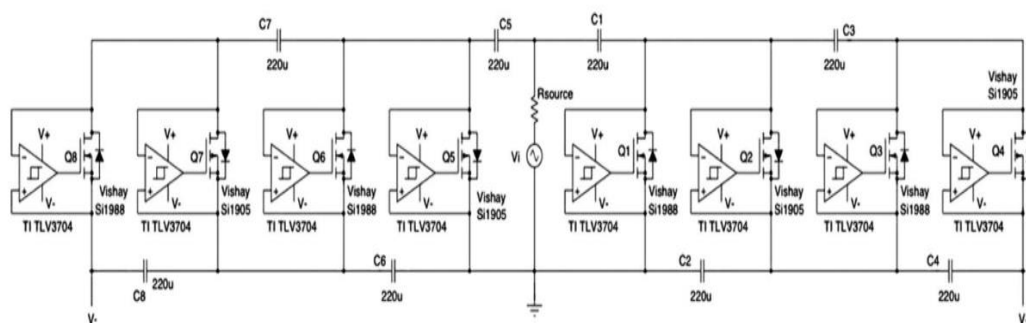 C7
220u
C5
220u
C1
220u
C3
220u
Vishay
Si1905
Rsource
Vi
V+
Q8
V-
Vishay
Si1988
TI TLV3704
V+
Q7
V-
Vishay
Si1905
TI TLV3704
V+
Q6
V-
Vishay
Si1988
TI TLV3704
V+
Q5
V-
Vishay
Si1905
TI TLV3704
V+
Q1
V-
Vishay
Si1988
TI TLV3704
V+
Q2
V-
Vishay
Si1905
TI TLV3704
V+
Q3
V-
Vishay
Si1988
TI TLV3704
V+
Q4
V-
TI TLV3704
C8
220u
C6
220u
C2
220u
C4
220u
V-